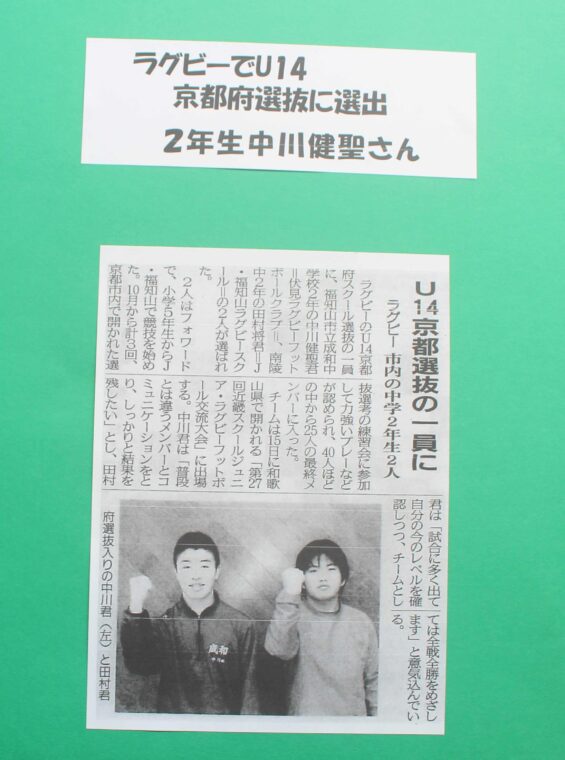 ラグビーでU14
京都府選抜に選出
2年生中川健聖さん
U14京都選抜の一員に
ラグビー 市内の中学2年生2人
ラグビーのU14京都
府スクール選抜の一員
に、福知山市立成和中
学校2年の中川健聖君
＝伏見ラグビーフット
ボールクラブ＝、南陵
中2年の田村将君＝J
・福知山ラグビースク
ール＝の2人が選ばれ
た。
2人はフォワード
で、小学5年生からJ
・福知山で競技を始め
た。10月から計3回、
京都市内で開かれた選
抜選考の練習会に参加
して力強いプレーなど
が認められ、40人ほど
の中から25人の最終メ
ンバーに入った。
チームは15日に和歌
山県で開かれる「第27
回近畿スクールジュニ
ア・ラグビーフットボ
ール交流大会」に出場
する。中川君は「普段
とは違うメンバーとコ
ミュニケーションをと
り、しっかりと結果を
残したい」とし、田村
君は「試合に多く出て
自分の今のレベルを確
認しつつ、チームとし
ては全戦全勝をめざし
ます」と意気込んでい
る。
成和
府選抜入りの中川君（左）と田村君